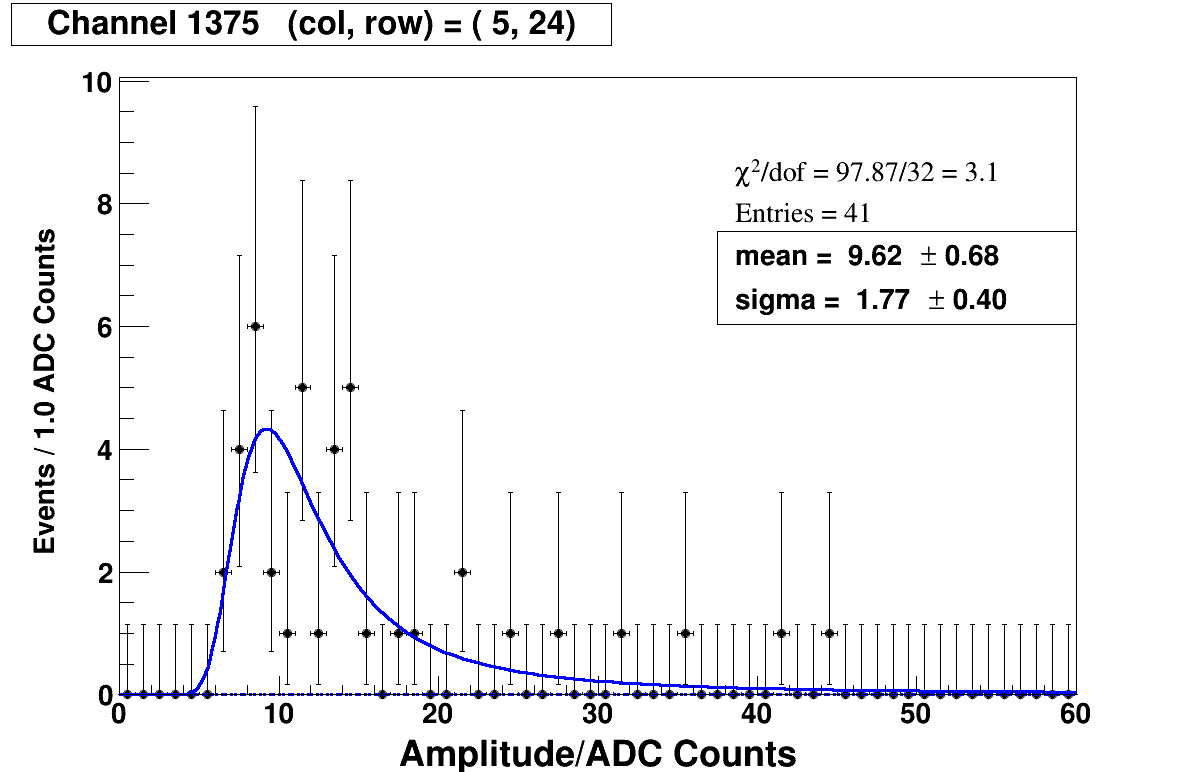 Channel 1375 (col, row) = ( 5, 24)
10
8
6
4
2
0
Events / 1.0 ADC Counts
χ²/dof = 97.87/32 = 3.1
Entries = 41
mean = 9.62 ± 0.68
sigma = 1.77 ± 0.40
0 10 20 30 40 50 60
Amplitude/ADC Counts